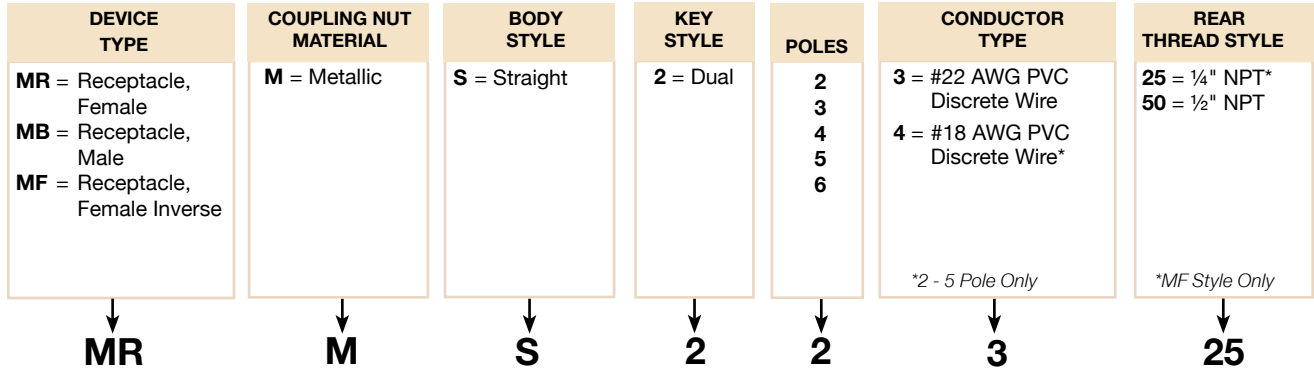 DEVICE
TYPE
MR = Receptacle,
Female
MB = Receptacle,
Male
MF = Receptacle,
Female Inverse
MR
COUPLING NUT
MATERIAL
M = Metallic
M
BODY
STYLE
S = Straight
S
KEY
STYLE
2 = Dual
2
POLES
2
3
4
5
6
2
CONDUCTOR
TYPE
3 = #22 AWG PVC
Discrete Wire
4 = #18 AWG PVC
Discrete Wire*
*2 - 5 Pole Only
3
REAR
THREAD STYLE
25 = ¼" NPT*
50 = ½" NPT
*MF Style Only
25